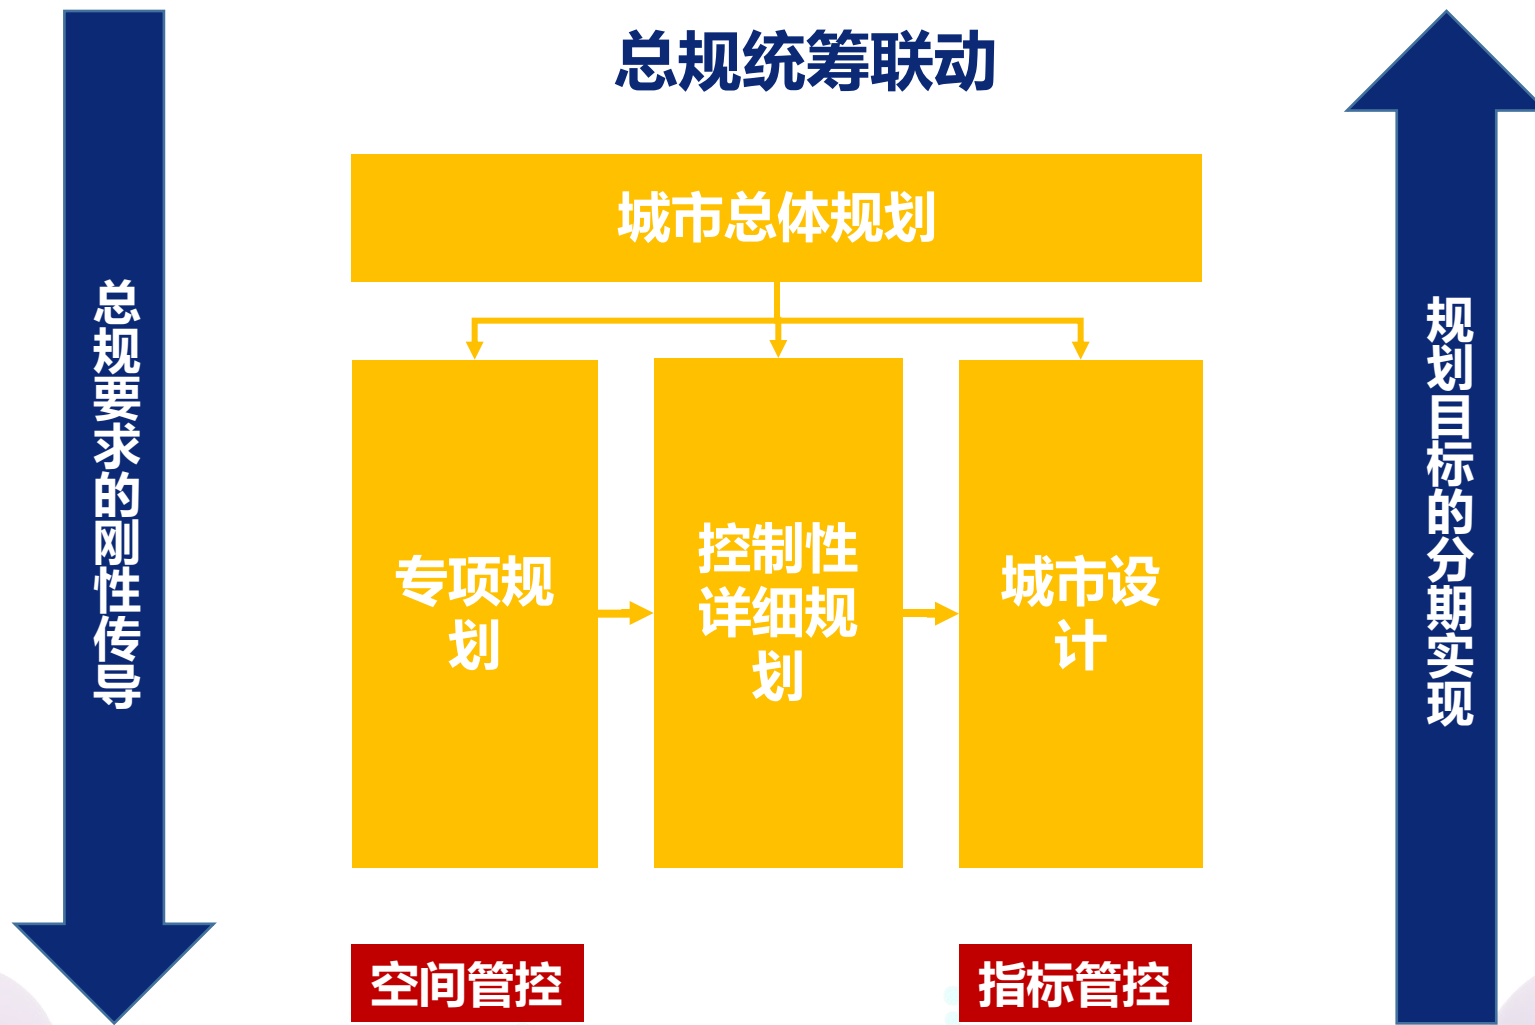 总规统筹联动
城市总体规划
总规要求的刚性传导
专项规
划
控制性
详细规
划
城市设
计
规划目标的分期实现
空间管控
指标管控